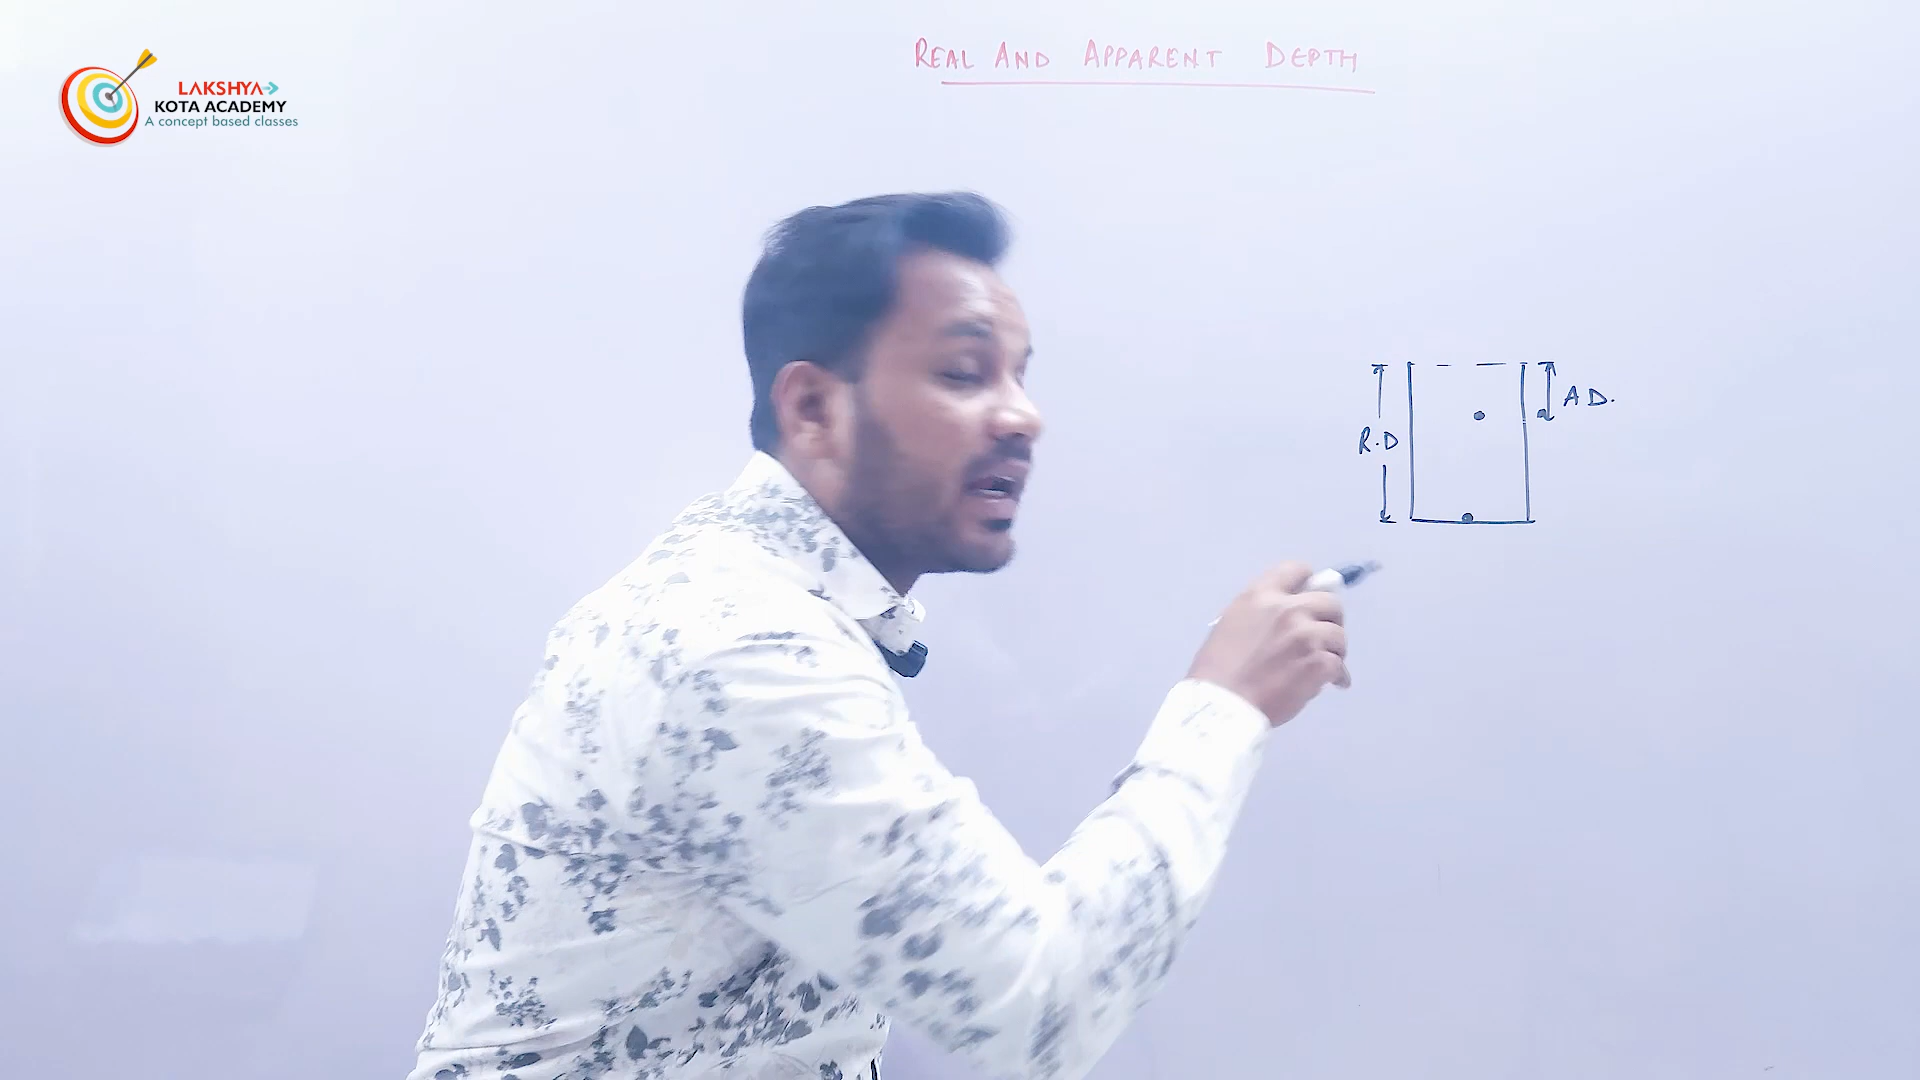 REAL AND APPARENT DEPTH
LAKSHYA
KOTA ACADEMY
A concept based classes
A D.
R.D